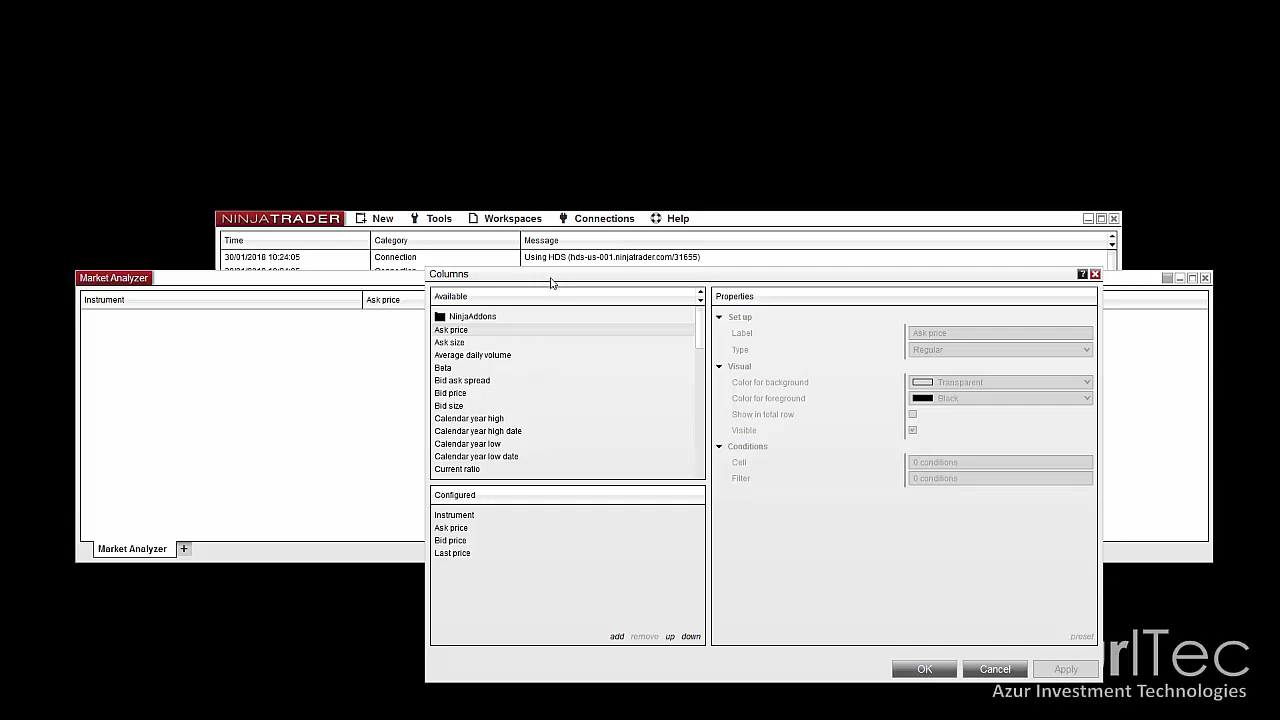 NINJATRADER New Tools Workspaces Connections Help
Time Category Message
30/01/2018 10:24:05 Connection Using HDS (hds-us-001.ninjatrader.com/31655)
Market Analyzer
Instrument Ask price
Market Analyzer +
Columns ?
Available
NinjaAddons
Ask price
Ask size
Average daily volume
Beta
Bid ask spread
Bid price
Bid size
Calendar year high
Calendar year high date
Calendar year low
Calendar year low date
Current ratio
Configured
Instrument
Ask price
Bid price
Last price
add remove up down
Properties
Set up
Label Ask price
Type Regular
Visual
Color for background Transparent
Color for foreground Black
Show in total row
Visible
Conditions
Cell 0 conditions
Filter 0 conditions
preset
OK Cancel Apply
rlTec
Azur Investment Technologies